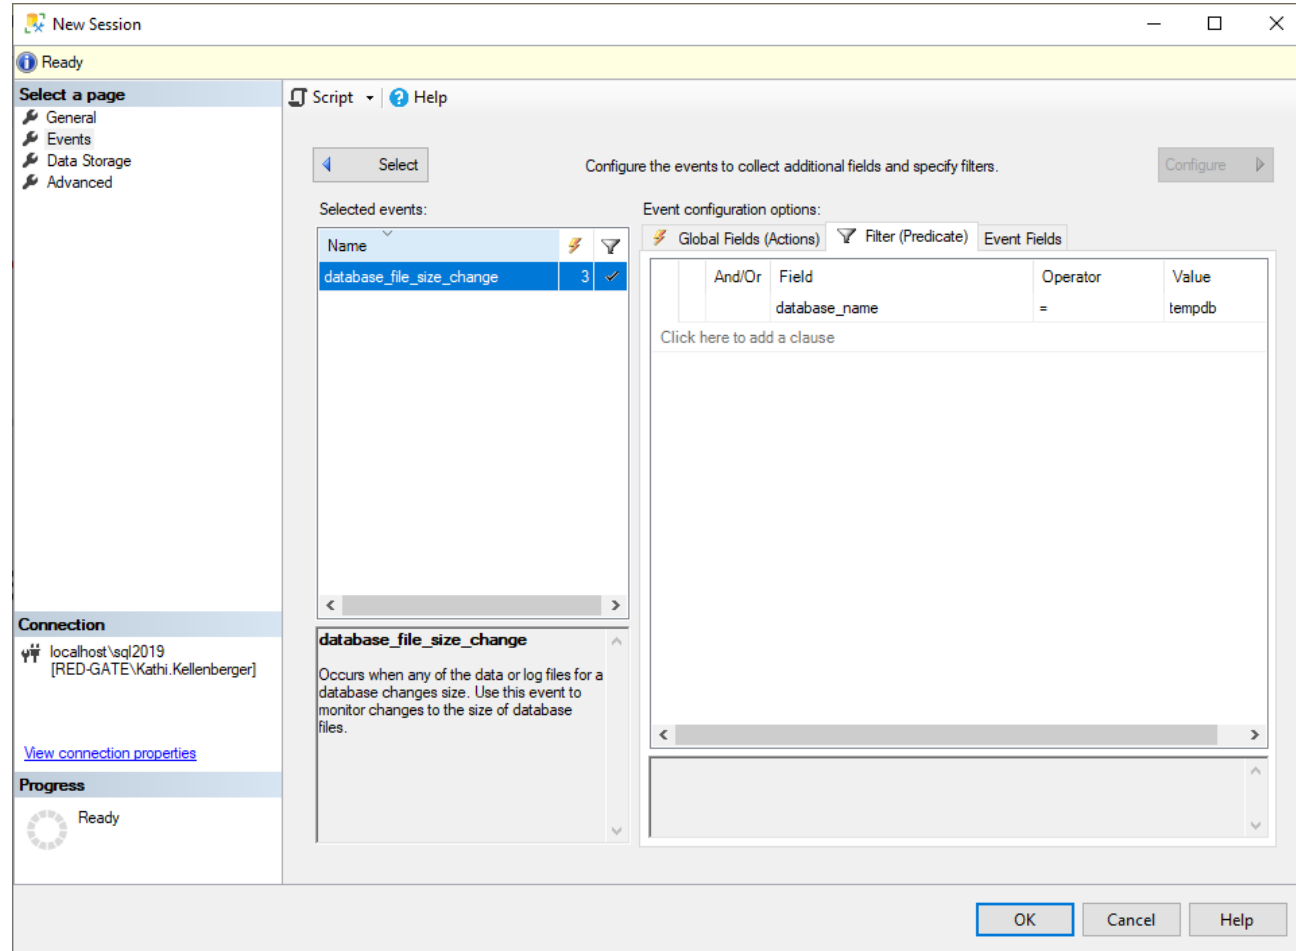 New Session
Ready
Select a page
General
Events
Data Storage
Advanced
Script
Help
Select
Configure the events to collect additional fields and specify filters.
Configure
Selected events:
Name
database_file_size_change 3
Event configuration options:
Global Fields (Actions)
Filter (Predicate)
Event Fields
And/Or Field Operator Value
database_name = tempdb
Click here to add a clause
database_file_size_change
Occurs when any of the data or log files for a
database changes size. Use this event to
monitor changes to the size of database
files.
Connection
localhost\sql2019
[RED-GATE\Kathi.Kellenberger]
View connection properties
Progress
Ready
OK
Cancel
Help